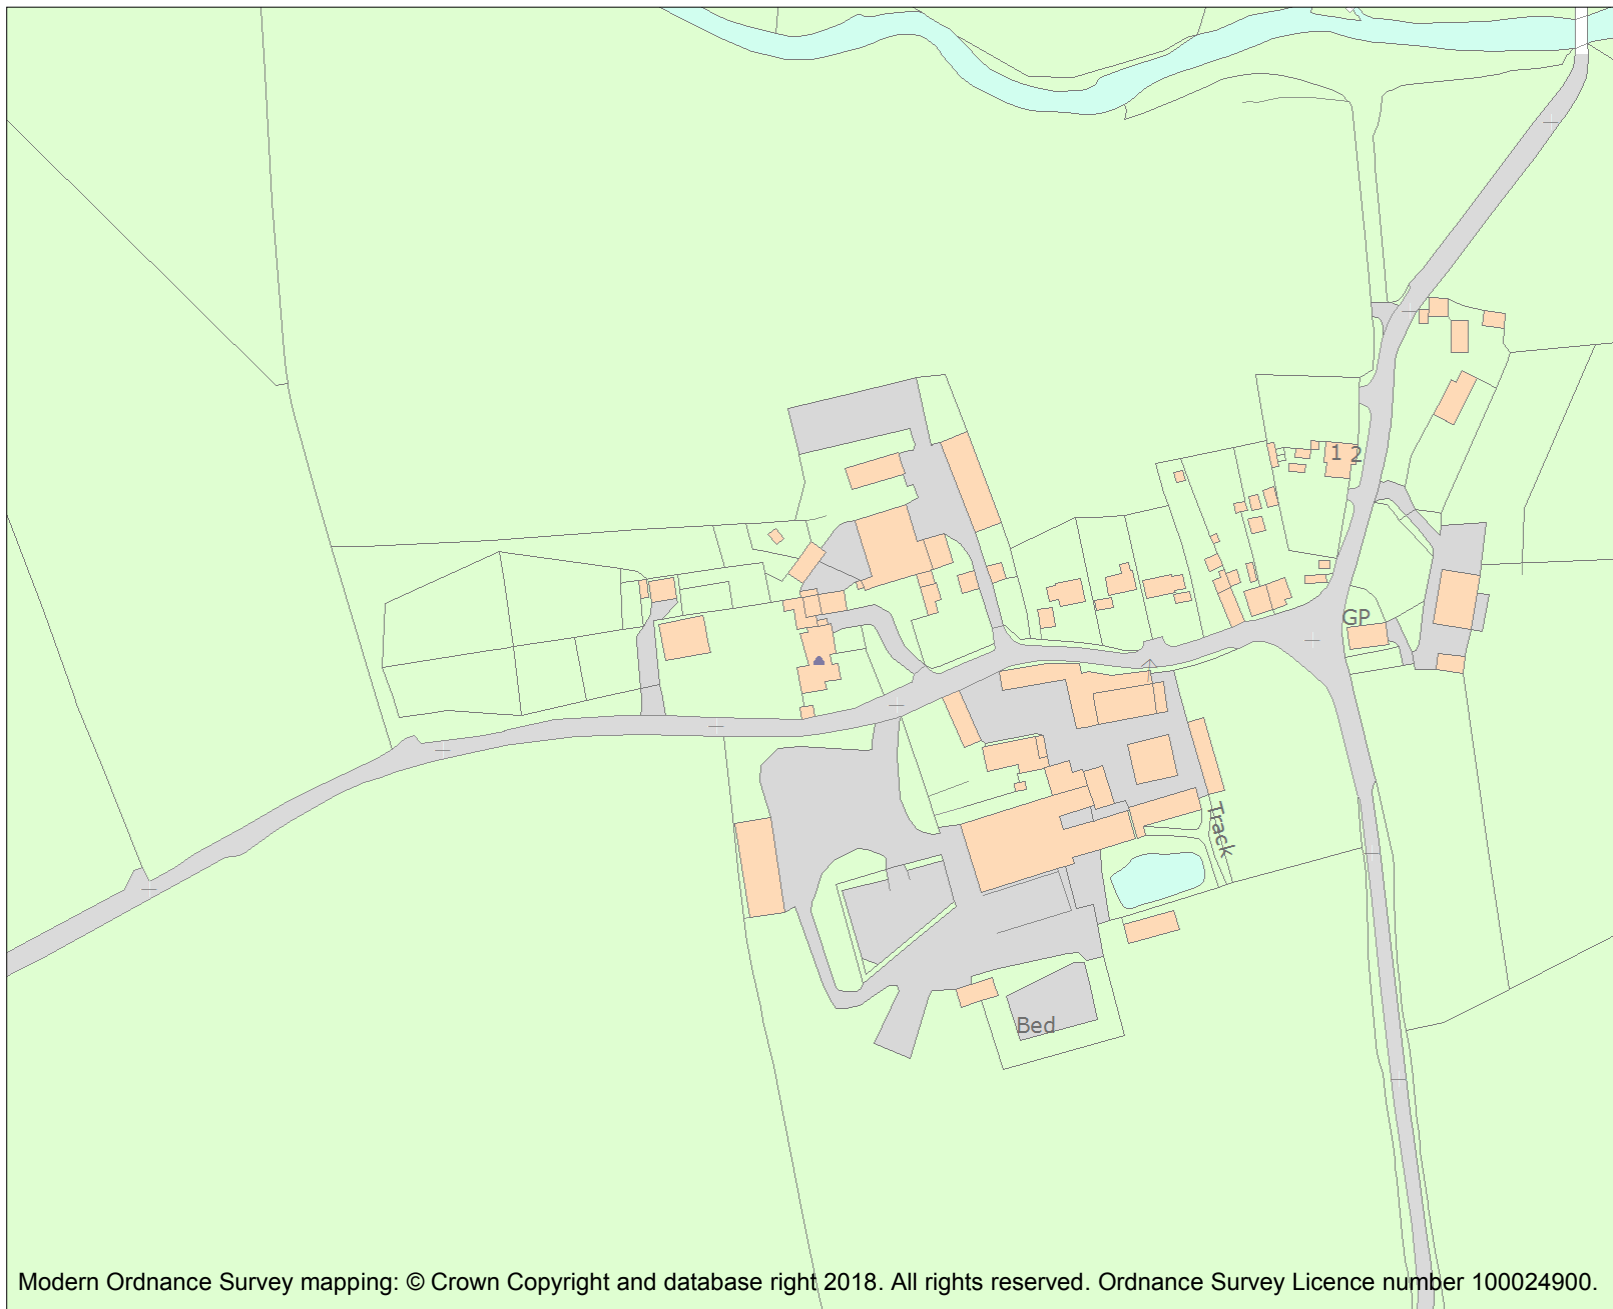 1 2
GP
Track
Bed
Modern Ordnance Survey mapping: © Crown Copyright and database right 2018. All rights reserved. Ordnance Survey Licence number 100024900.